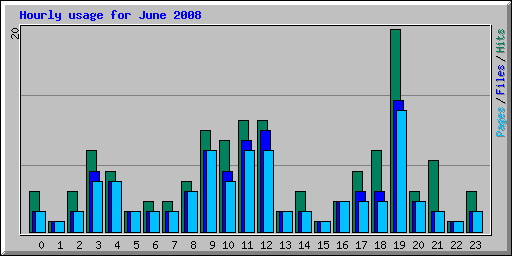 Hourly usage for June 2008
20
Pages / Files / Hits
0 1 2 3 4 5 6 7 8 9 10 11 12 13 14 15 16 17 18 19 20 21 22 23